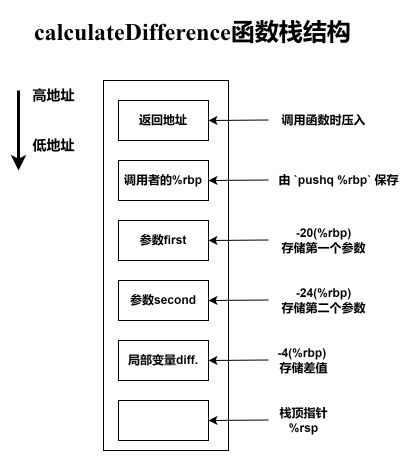 calculateDifference函数栈结构
高地址
低地址
返回地址
调用函数时压入
调用者的%rbp
由 `pushq %rbp` 保存
参数first
-20(%rbp)
存储第一个参数
参数second
-24(%rbp)
存储第二个参数
局部变量diff.
-4(%rbp)
存储差值
栈顶指针
%rsp